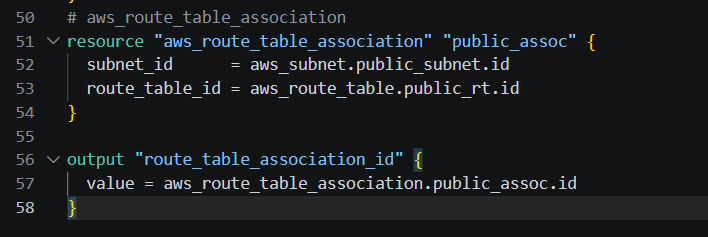 50 # aws_route_table_association
51 resource "aws_route_table_association" "public_assoc" {
52 subnet_id = aws_subnet.public_subnet.id
53 route_table_id = aws_route_table.public_rt.id
54 }
55
56 output "route_table_association_id" {
57 value = aws_route_table_association.public_assoc.id
58 }